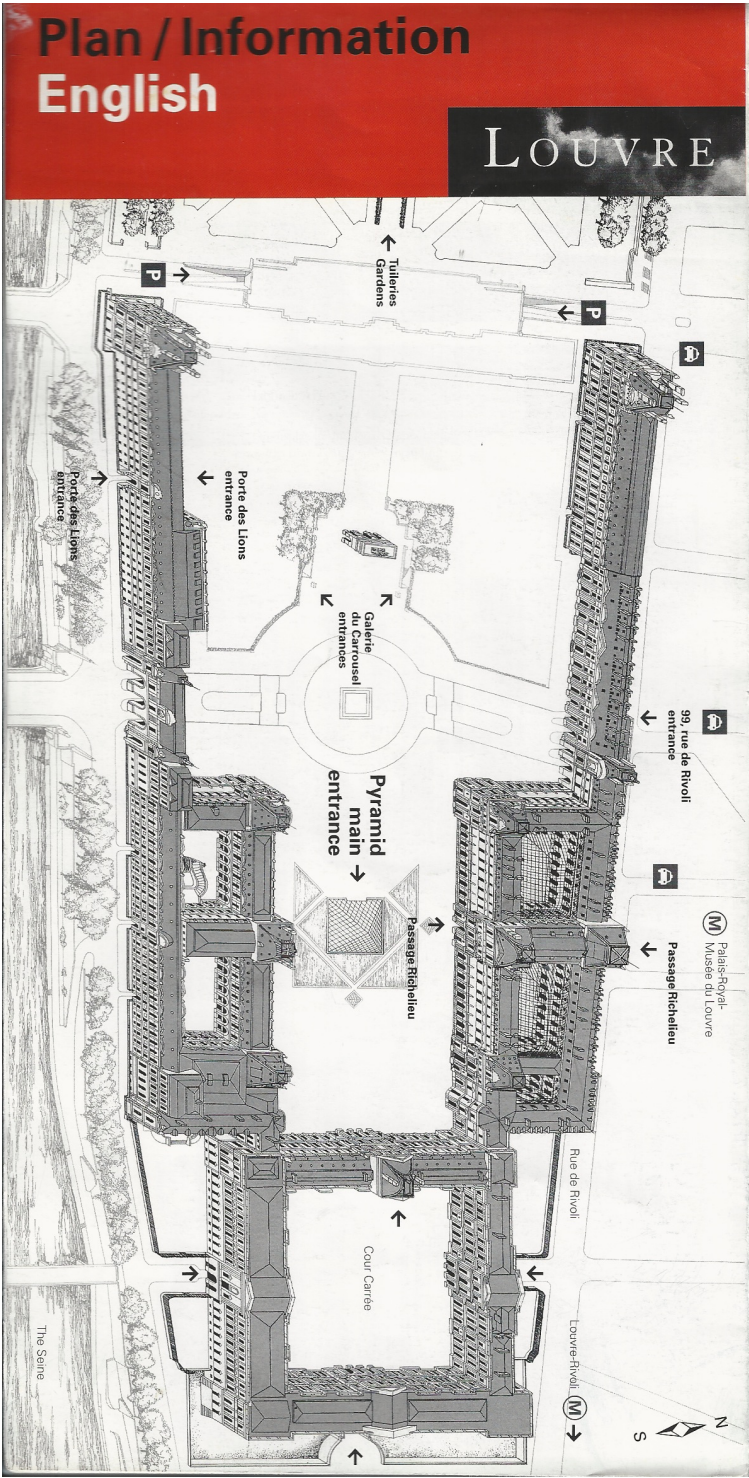 Plan / Information
English
LOUVRE
Tuileries
Gardens
P
P
Porte des Lions
entrance
Porte des Lions
entrance
Galerie
du Carrousel
entrances
99, rue de Rivoli
entrance
Pyramid
main
entrance
Passage Richelieu
Passage Richelieu
M
Palais-Royal-
Musée du Louvre
Rue de Rivoli
Cour Carrée
Louvre-Rivoli M
The Seine
N
S